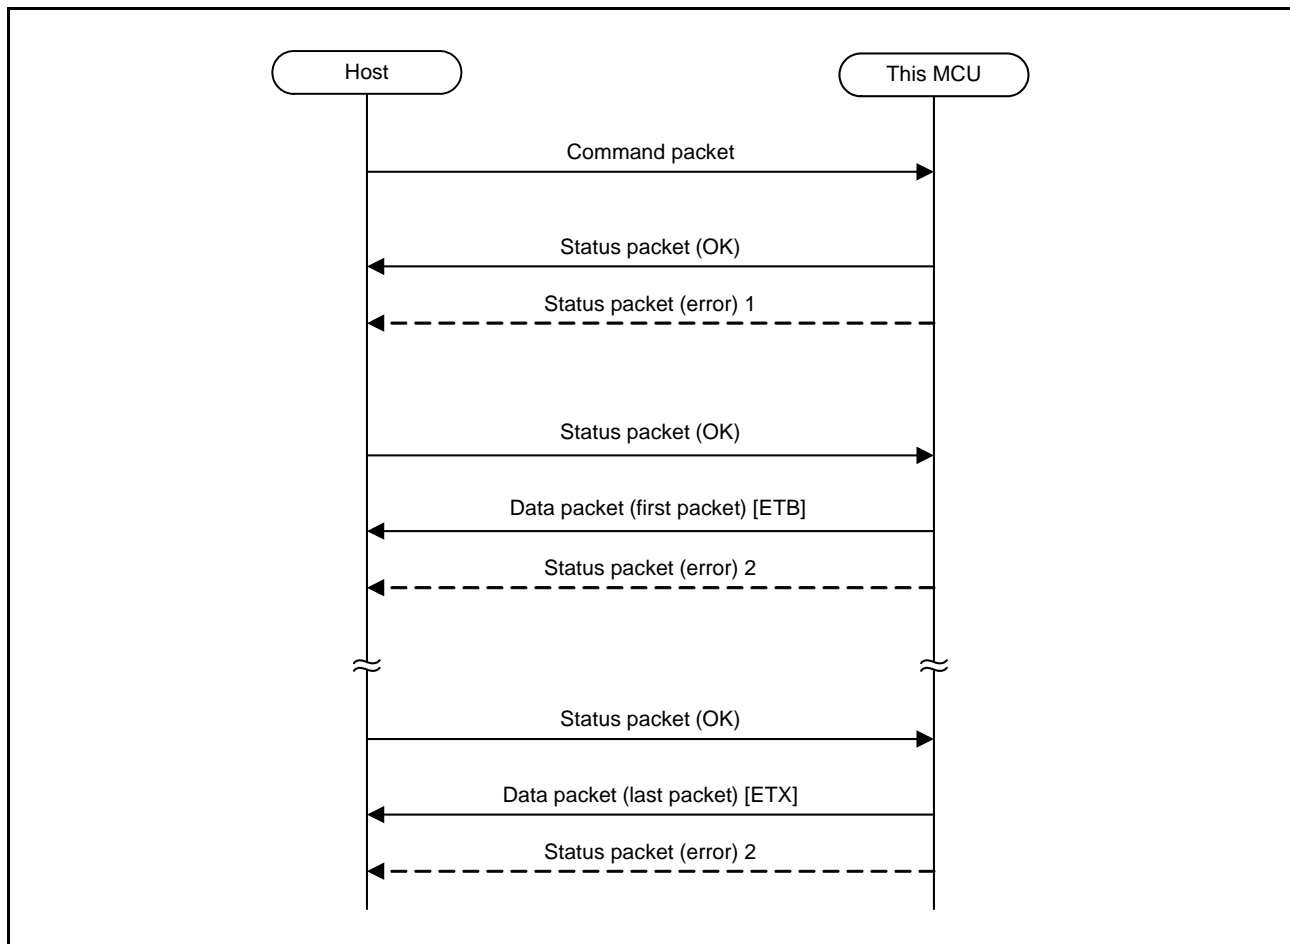 Host
This MCU
Command packet
Status packet (OK)
Status packet (error) 1
Status packet (OK)
Data packet (first packet) [ETB]
Status packet (error) 2
Status packet (OK)
Data packet (last packet) [ETX]
Status packet (error) 2